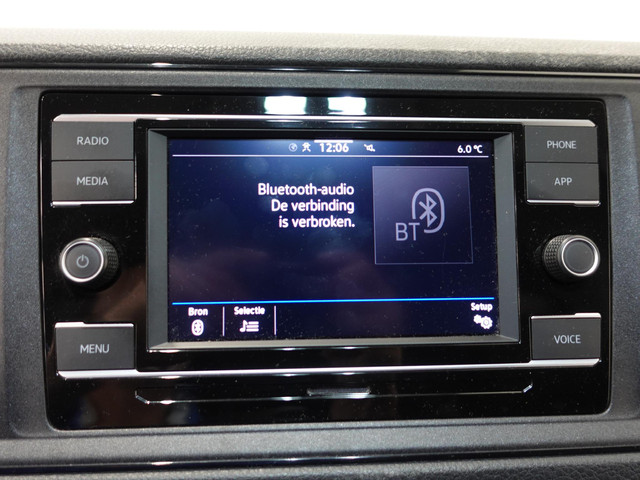 RADIO
MEDIA
MENU
12:06
6.0 °C
Bluetooth-audio
De verbinding
is verbroken.
BT
Bron
Selectie
Setup
PHONE
APP
VOICE